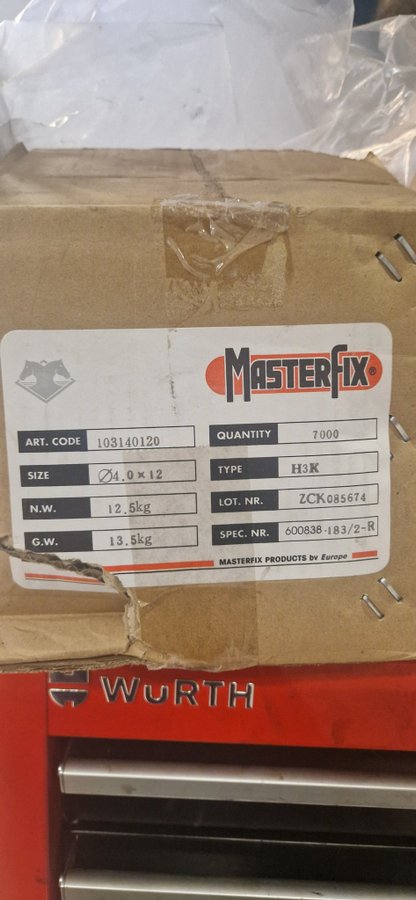 MASTERFIX®
ART. CODE 103140120
QUANTITY 7000
SIZE Ø4.0×12
TYPE H3K
N.W. 12.5kg
LOT. NR. ZCK085674
G.W. 13.5kg
SPEC. NR. 600838-183/2-R
MASTERFIX PRODUCTS bv Europe
WÜRTH